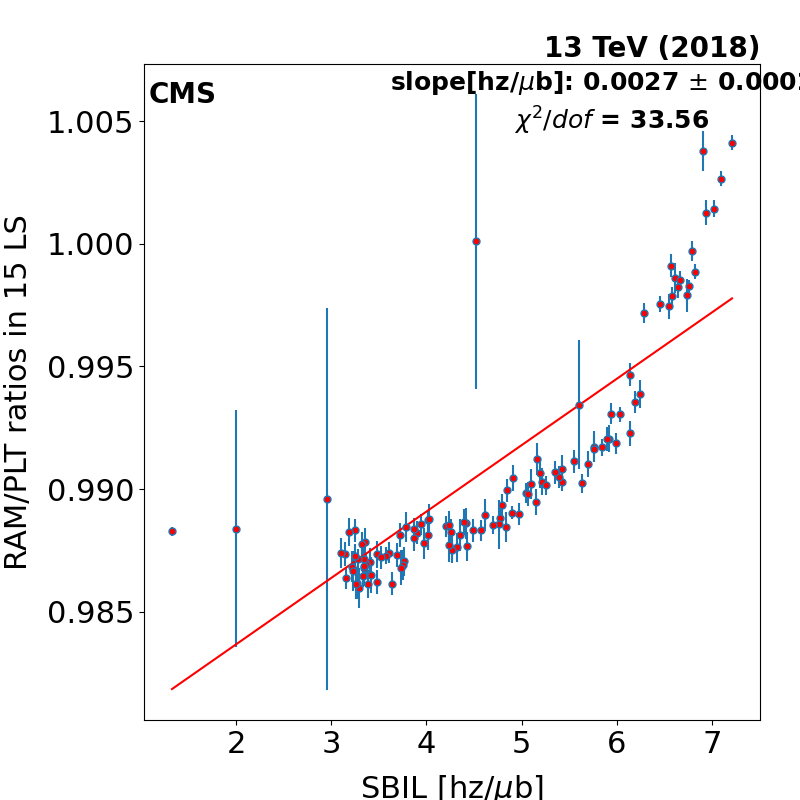 13 TeV (2018)
CMS
slope[hz/μb]: 0.0027 ±
χ²/dof = 33.56
RAM/PLT ratios in 15 LS
1.005
1.000
0.995
0.990
0.985
2 3 4 5 6 7
SBIL [hz/μb]